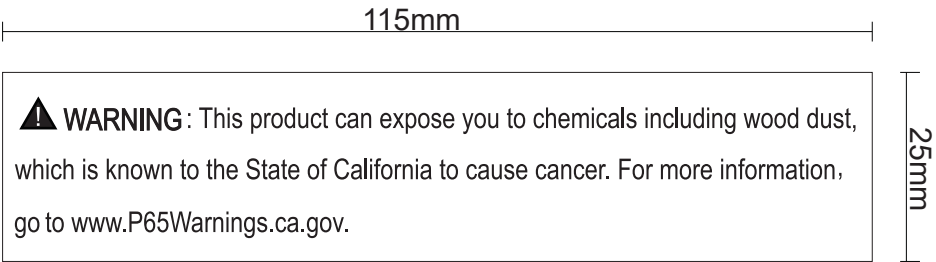 115mm
⚠ WARNING: This product can expose you to chemicals including wood dust,
which is known to the State of California to cause cancer. For more information,
go to www.P65Warnings.ca.gov.
25mm